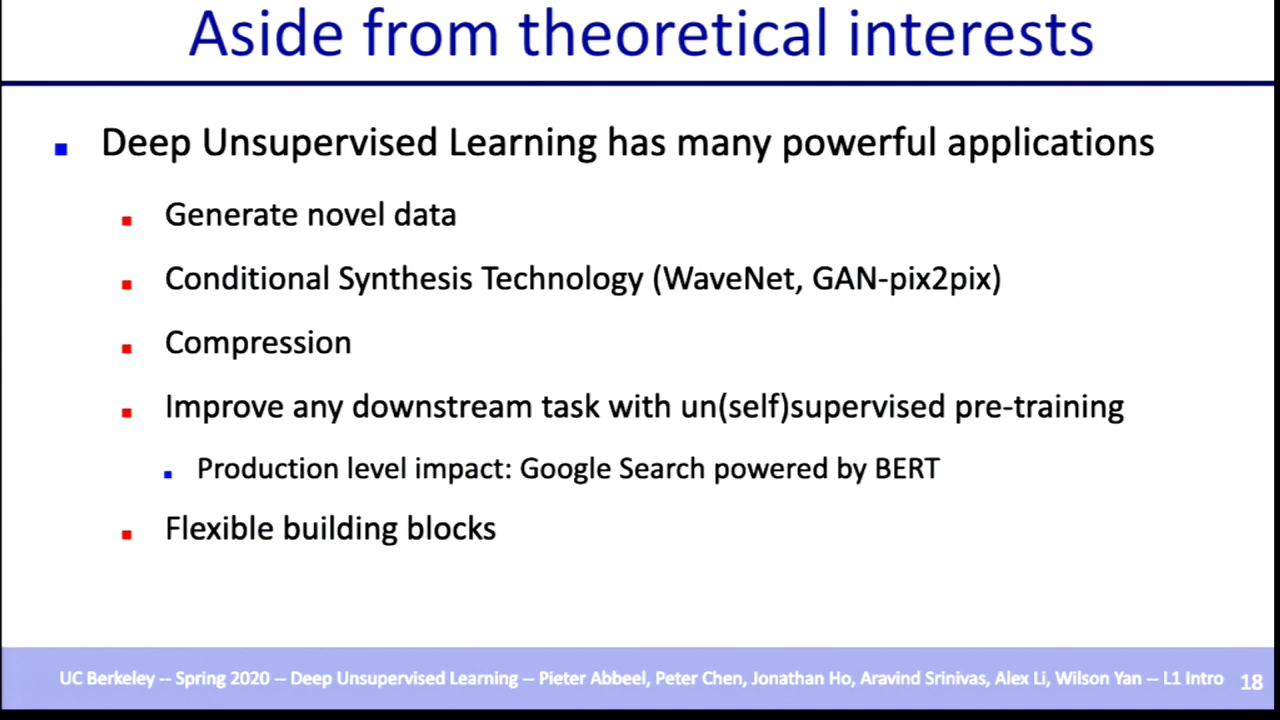 Aside from theoretical interests
Deep Unsupervised Learning has many powerful applications
Generate novel data
Conditional Synthesis Technology (WaveNet, GAN-pix2pix)
Compression
Improve any downstream task with un(self)supervised pre-training
Production level impact: Google Search powered by BERT
Flexible building blocks
UC Berkeley -- Spring 2020 -- Deep Unsupervised Learning -- Pieter Abbeel, Peter Chen, Jonathan Ho, Aravind Srinivas, Alex Li, Wilson Yan -- L1 Intro 18